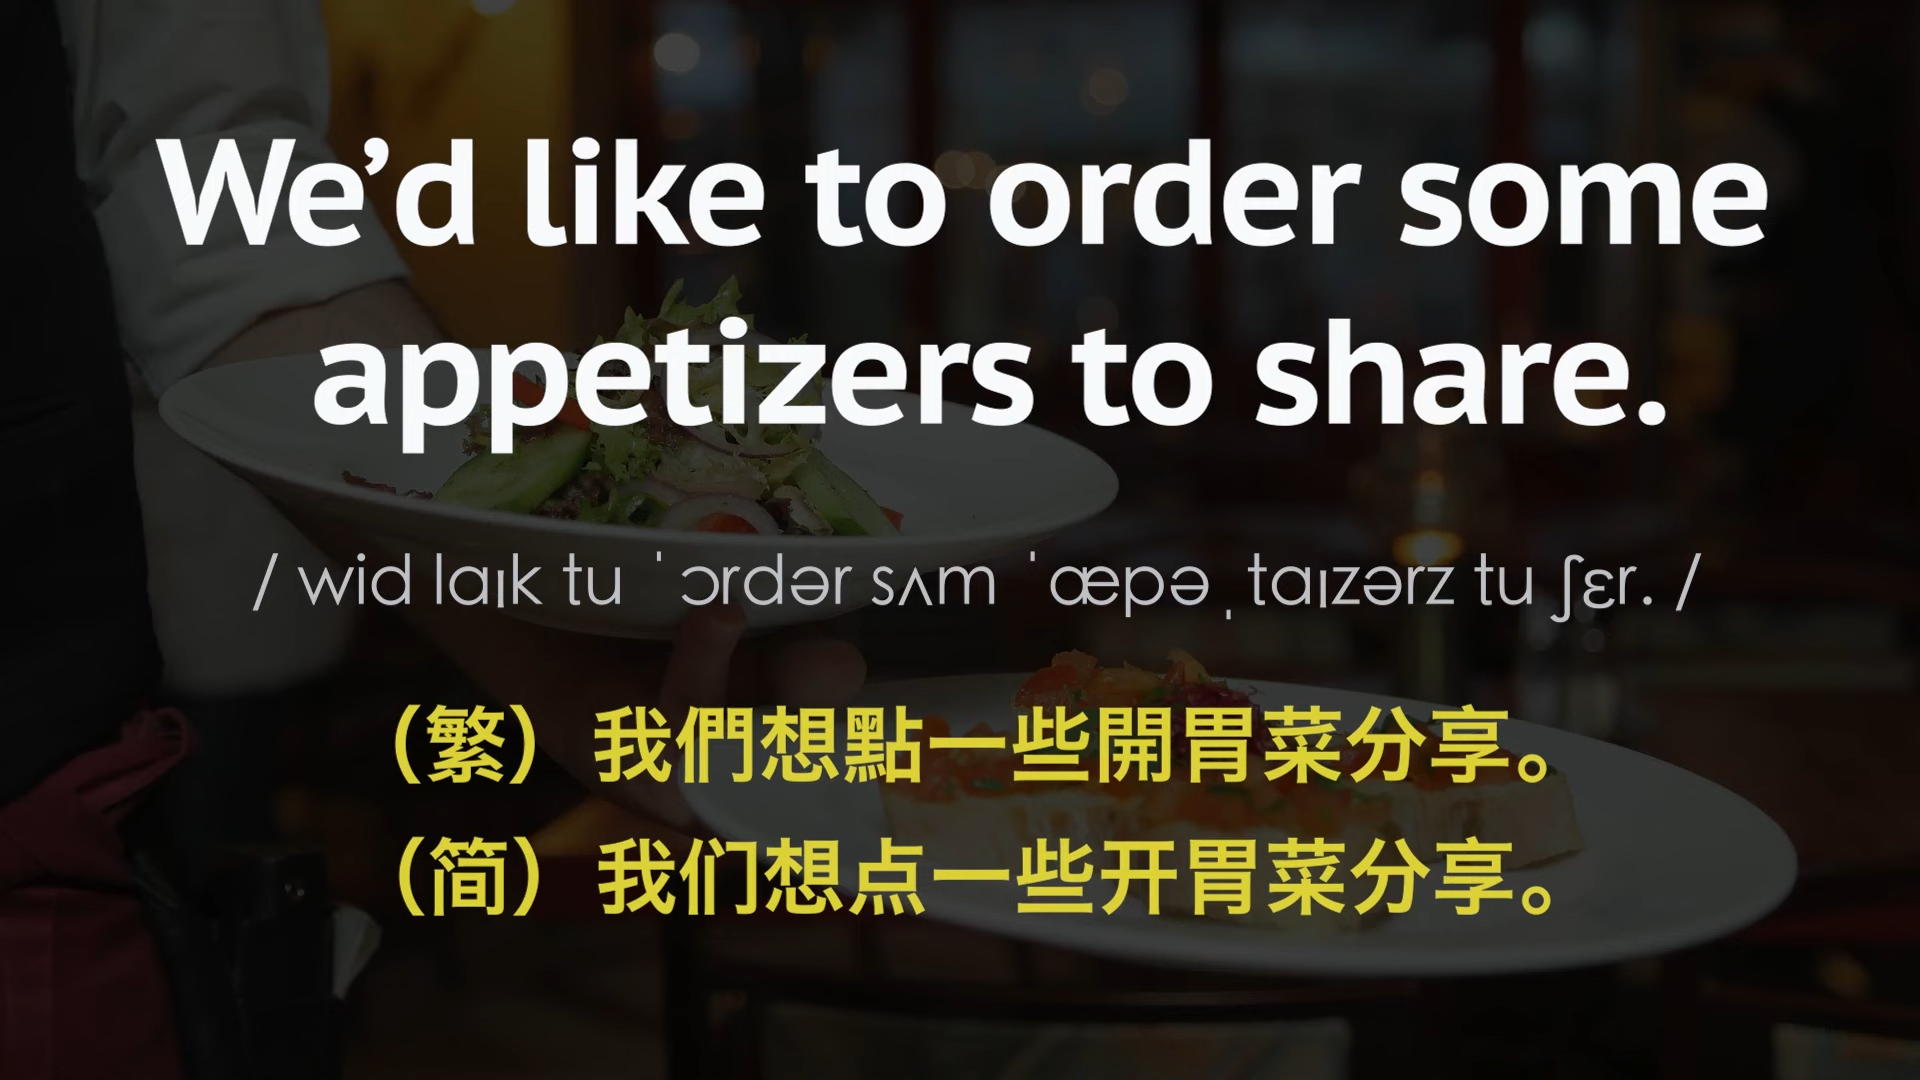 We’d like to order some
appetizers to share.
/ wid laɪk tu ˈɔrdər sʌm ˈæpəˌtaɪzərz tu ʃɛr. /
（繁）我們想點一些開胃菜分享。
（简）我们想点一些开胃菜分享。